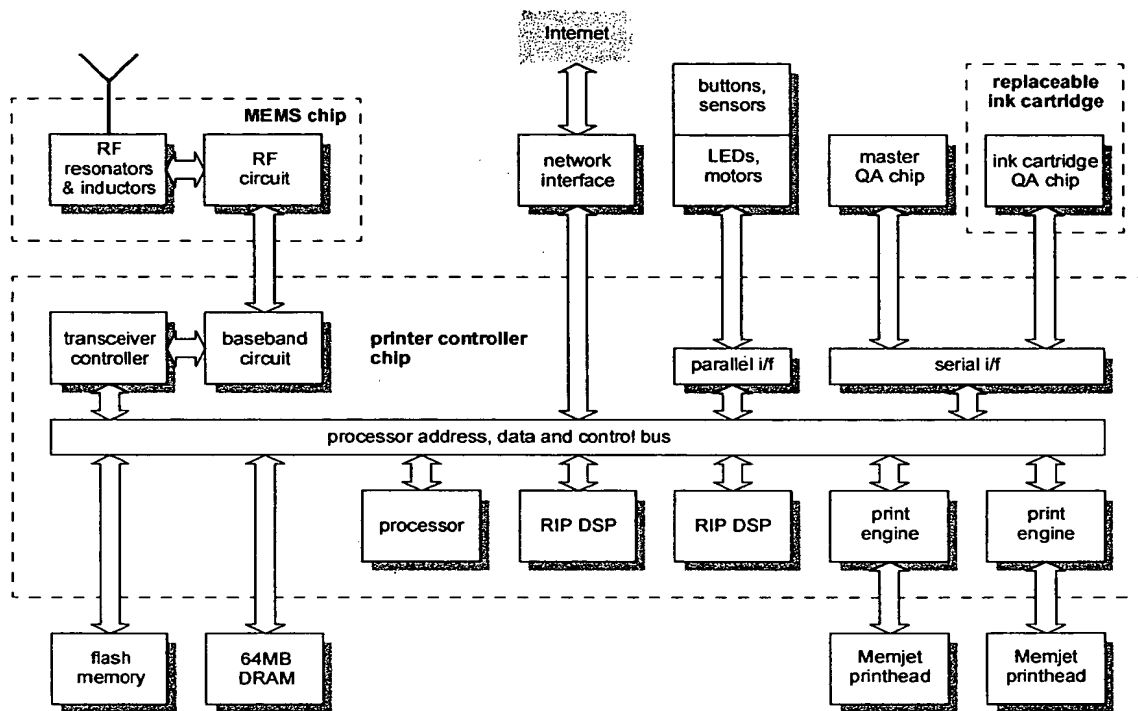 Internet
MEMS chip
RF
resonators
& inductors
RF
circuit
network
interface
buttons,
sensors
LEDs,
motors
master
QA chip
replaceable
ink cartridge
ink cartridge
QA chip
transceiver
controller
baseband
circuit
printer controller
chip
parallel i/f
serial i/f
processor address, data and control bus
processor
RIP DSP
RIP DSP
print
engine
print
engine
flash
memory
64MB
DRAM
Memjet
printhead
Memjet
printhead